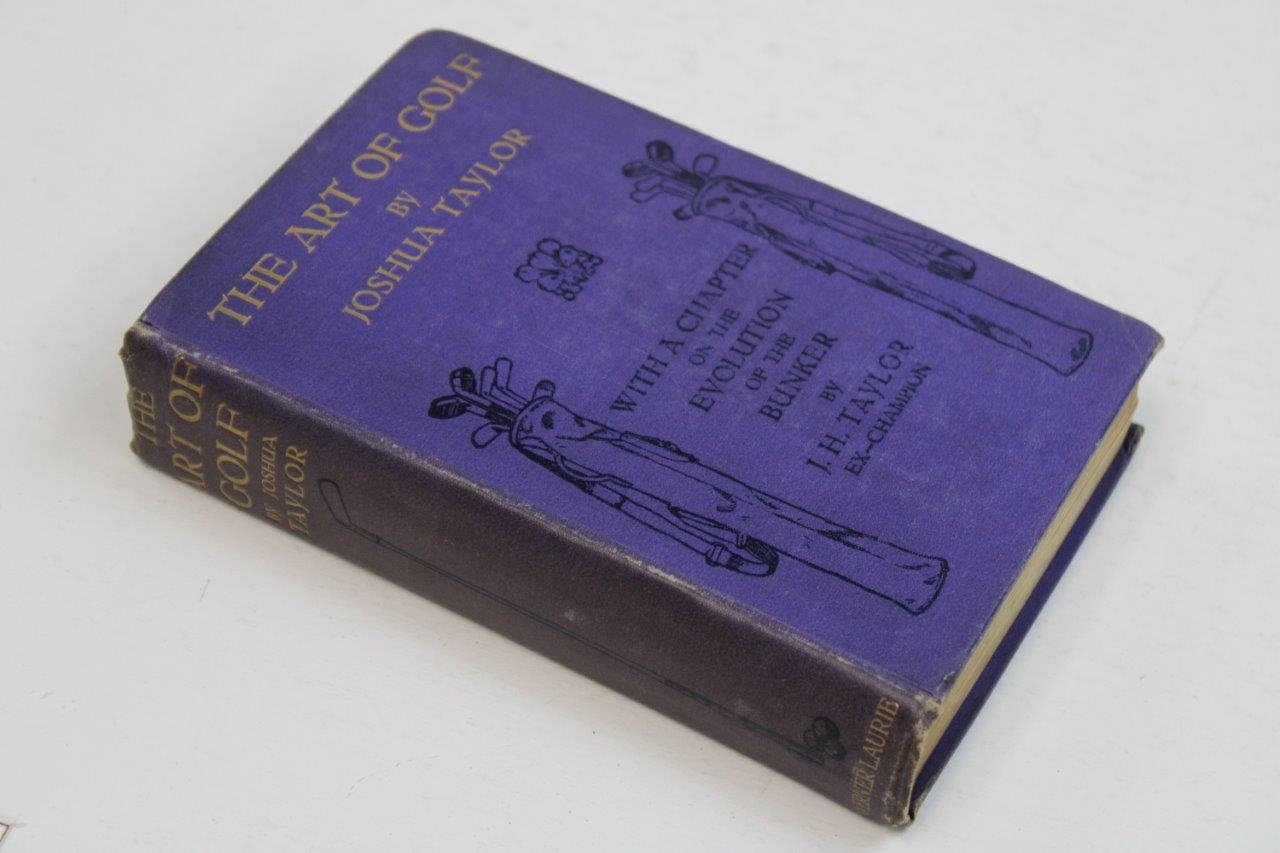 THE ART OF GOLF
BY
JOSHUA TAYLOR
WITH A CHAPTER
ON THE
EVOLUTION
OF THE
BUNKER
BY
J. H. TAYLOR
EX-CHAMPION
THE
ART OF
GOLF
BY JOSHUA
TAYLOR
WERNER LAURIE